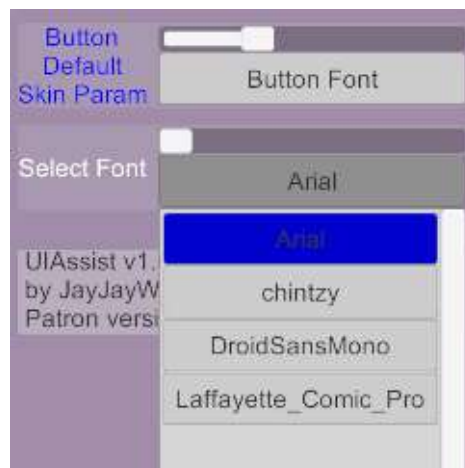 Button
Default
Skin Param
Button Font
Select Font
Arial
Arial
chintzy
DroidSansMono
Laffayette_Comic_Pro
UIAssist v1.
by JayJayW
Patron versi